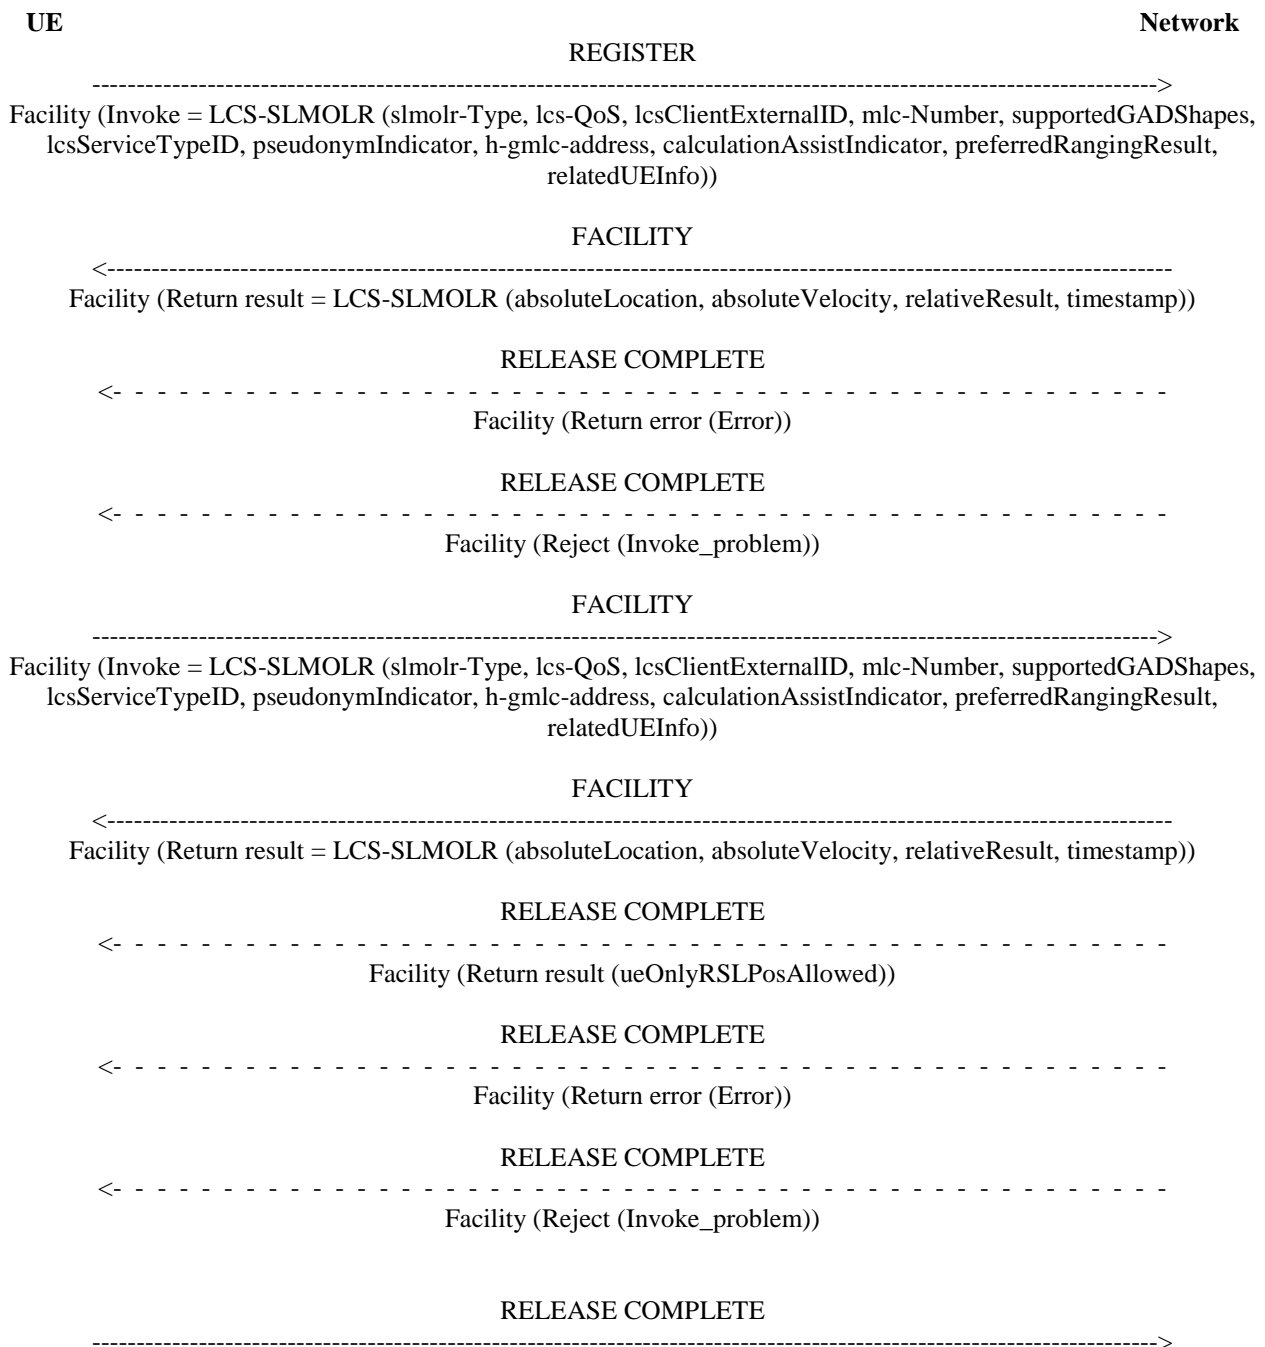 UE Network
REGISTER
------------------------------------------------------------------------------------------------------------------------>
Facility (Invoke = LCS-SLMOLR (slmolr-Type, lcs-QoS, lcsClientExternalID, mlc-Number, supportedGADShapes,
lcsServiceTypeID, pseudonymIndicator, h-gmlc-address, calculationAssistIndicator, preferredRangingResult,
relatedUEInfo))
FACILITY
<------------------------------------------------------------------------------------------------------------------------
Facility (Return result = LCS-SLMOLR (absoluteLocation, absoluteVelocity, relativeResult, timestamp))
RELEASE COMPLETE
<- - - - - - - - - - - - - - - - - - - - - - - - - - - - - - - - - - - - - - - - - - - - - - - - -
Facility (Return error (Error))
RELEASE COMPLETE
<- - - - - - - - - - - - - - - - - - - - - - - - - - - - - - - - - - - - - - - - - - - - - - - - -
Facility (Reject (Invoke_problem))
FACILITY
------------------------------------------------------------------------------------------------------------------------>
Facility (Invoke = LCS-SLMOLR (slmolr-Type, lcs-QoS, lcsClientExternalID, mlc-Number, supportedGADShapes,
lcsServiceTypeID, pseudonymIndicator, h-gmlc-address, calculationAssistIndicator, preferredRangingResult,
relatedUEInfo))
FACILITY
<------------------------------------------------------------------------------------------------------------------------
Facility (Return result = LCS-SLMOLR (absoluteLocation, absoluteVelocity, relativeResult, timestamp))
RELEASE COMPLETE
<- - - - - - - - - - - - - - - - - - - - - - - - - - - - - - - - - - - - - - - - - - - - - - - - -
Facility (Return result (ueOnlyRSLPosAllowed))
RELEASE COMPLETE
<- - - - - - - - - - - - - - - - - - - - - - - - - - - - - - - - - - - - - - - - - - - - - - - - -
Facility (Return error (Error))
RELEASE COMPLETE
<- - - - - - - - - - - - - - - - - - - - - - - - - - - - - - - - - - - - - - - - - - - - - - - - -
Facility (Reject (Invoke_problem))
RELEASE COMPLETE
------------------------------------------------------------------------------------------------------------------------>